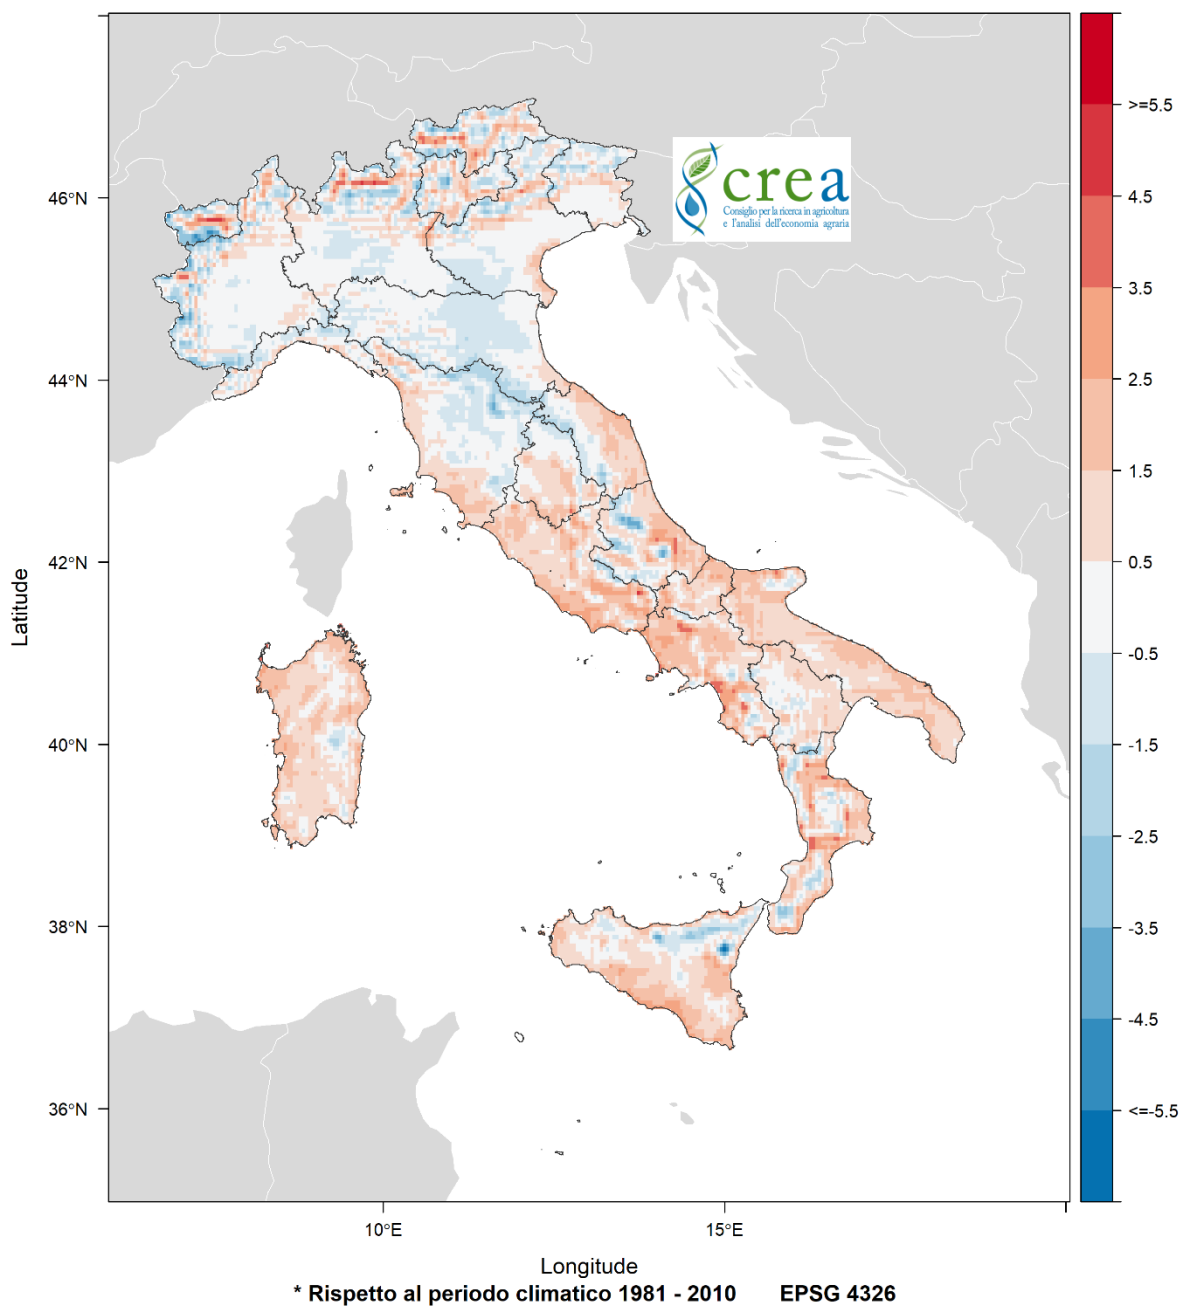 crea
Consiglio per la ricerca in agricoltura
e l'analisi dell'economia agraria
>=5.5
4.5
3.5
2.5
1.5
0.5
-0.5
-1.5
-2.5
-3.5
-4.5
<=-5.5
46°N
44°N
42°N
40°N
38°N
36°N
Latitude
10°E 15°E
Longitude
* Rispetto al periodo climatico 1981 - 2010 EPSG 4326